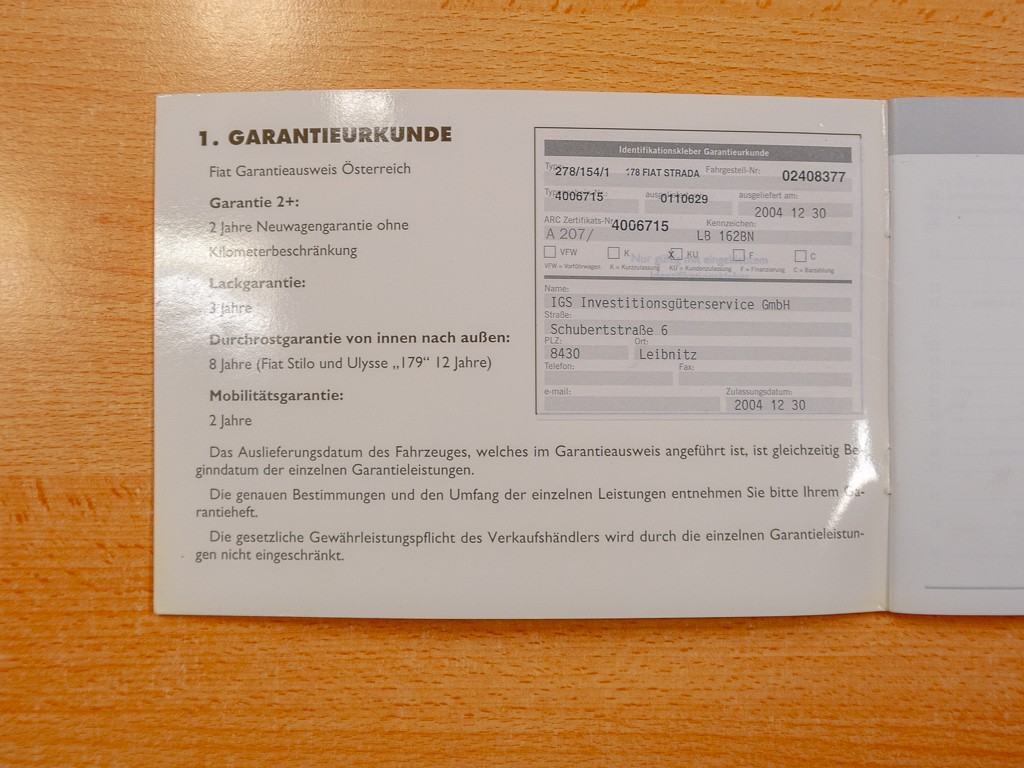 1. GARANTIEURKUNDE
Fiat Garantieausweis Österreich
Garantie 2+:
2 Jahre Neuwagengarantie ohne
Kilometerbeschränkung
Lackgarantie:
3 Jahre
Durchrostgarantie von innen nach außen:
8 Jahre (Fiat Stilo und Ulysse „179“ 12 Jahre)
Mobilitätsgarantie:
2 Jahre
Identifikationskleber Garantieurkunde
278/154/1 178 FIAT STRADA Fahrgestell-Nr: 02408377
4006715 0110629 ausgeliefert am:
2004 12 30
ARC Zertifikats-Nr 4006715 Kennzeichen:
A 207/ LB 162BN
VFW K X KU F C
VFW = Vorführwagen K = Kurzzulassung KU = Kundenzulassung F = Finanzierung C = Barzahlung
Name:
IGS Investitionsgüterservice GmbH
Straße:
Schubertstraße 6
PLZ: Ort:
8430 Leibnitz
Telefon: Fax:
e-mail: Zulassungsdatum:
2004 12 30
Das Auslieferungsdatum des Fahrzeuges, welches im Garantieausweis angeführt ist, ist gleichzeitig Be-
ginndatum der einzelnen Garantieleistungen.
Die genauen Bestimmungen und den Umfang der einzelnen Leistungen entnehmen Sie bitte Ihrem Ga-
rantieheft.
Die gesetzliche Gewährleistungspflicht des Verkaufshändlers wird durch die einzelnen Garantieleistun-
gen nicht eingeschränkt.